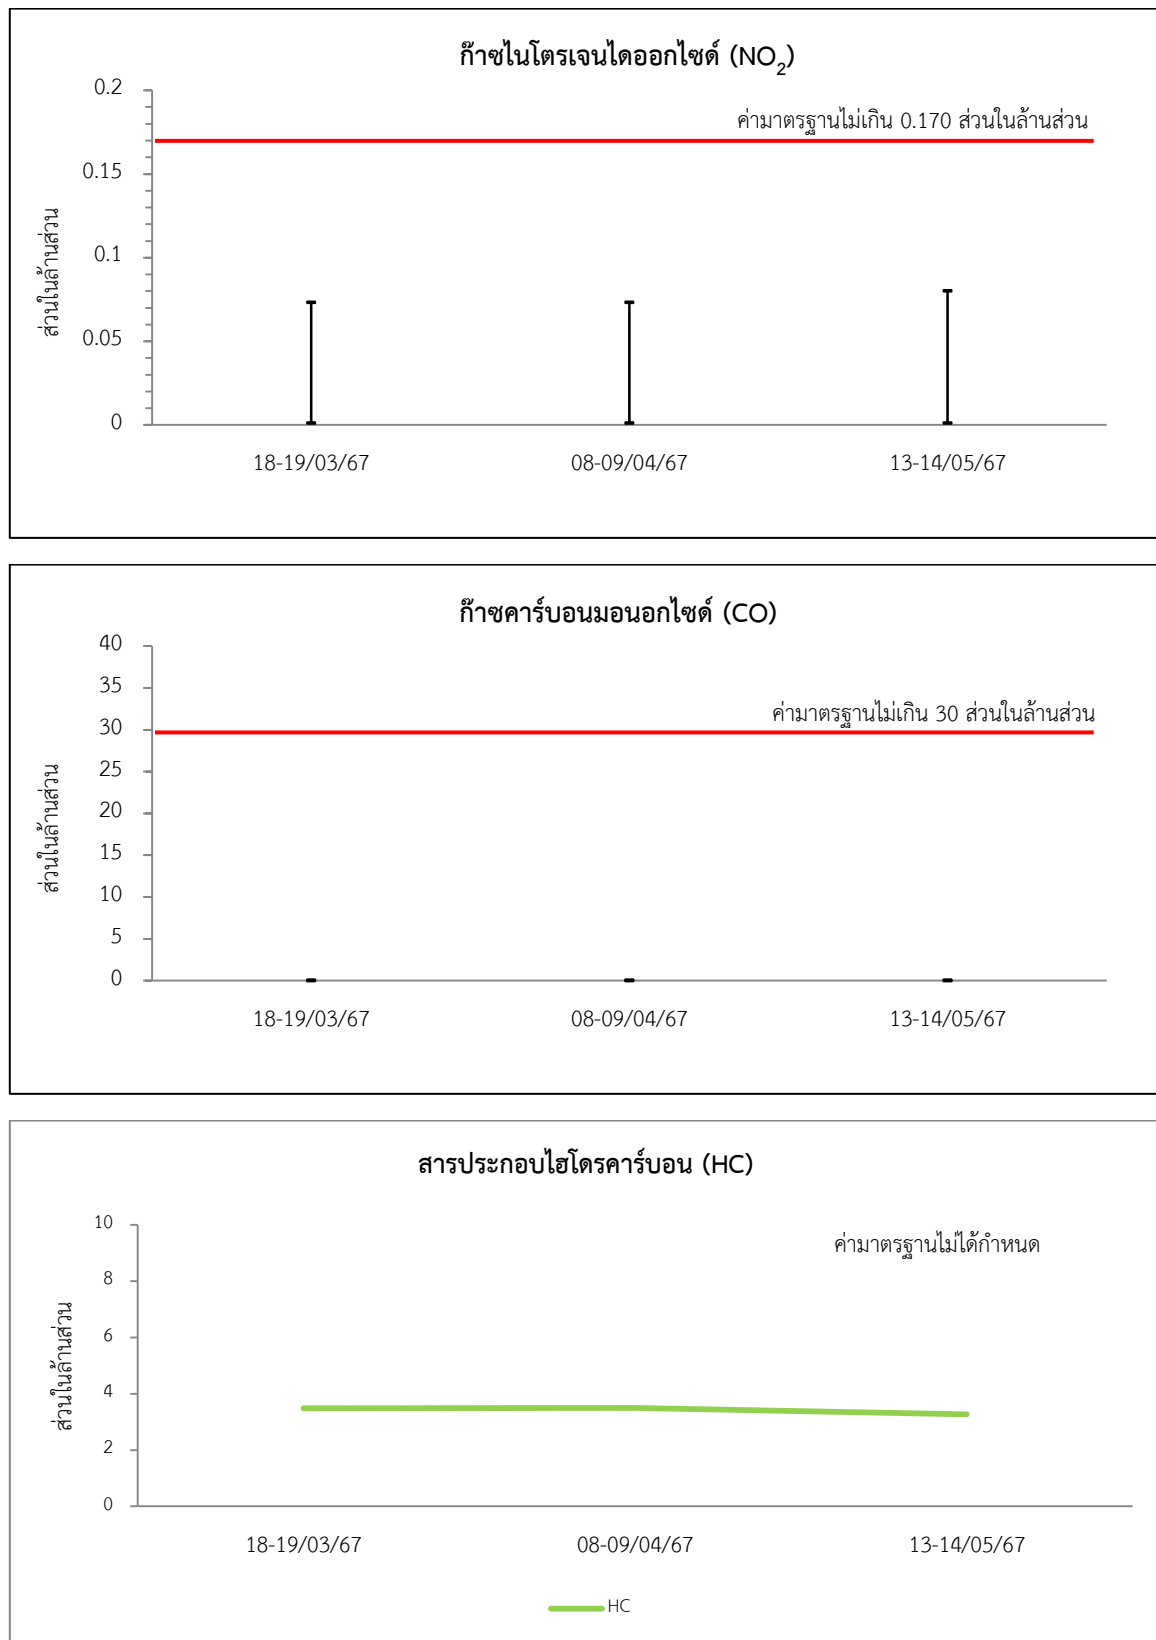 ก๊าซไนโตรเจนไดออกไซด์ (NO2)
ค่ามาตรฐานไม่เกิน 0.170 ส่วนในล้านส่วน
ส่วนในล้านส่วน
0.2
0.15
0.1
0.05
0
18-19/03/67 08-09/04/67 13-14/05/67
ก๊าซคาร์บอนมอนอกไซด์ (CO)
ค่ามาตรฐานไม่เกิน 30 ส่วนในล้านส่วน
ส่วนในล้านส่วน
40
35
30
25
20
15
10
5
0
18-19/03/67 08-09/04/67 13-14/05/67
สารประกอบไฮโดรคาร์บอน (HC)
ค่ามาตรฐานไม่ได้กำหนด
ส่วนในล้านส่วน
10
8
6
4
2
0
18-19/03/67 08-09/04/67 13-14/05/67
HC